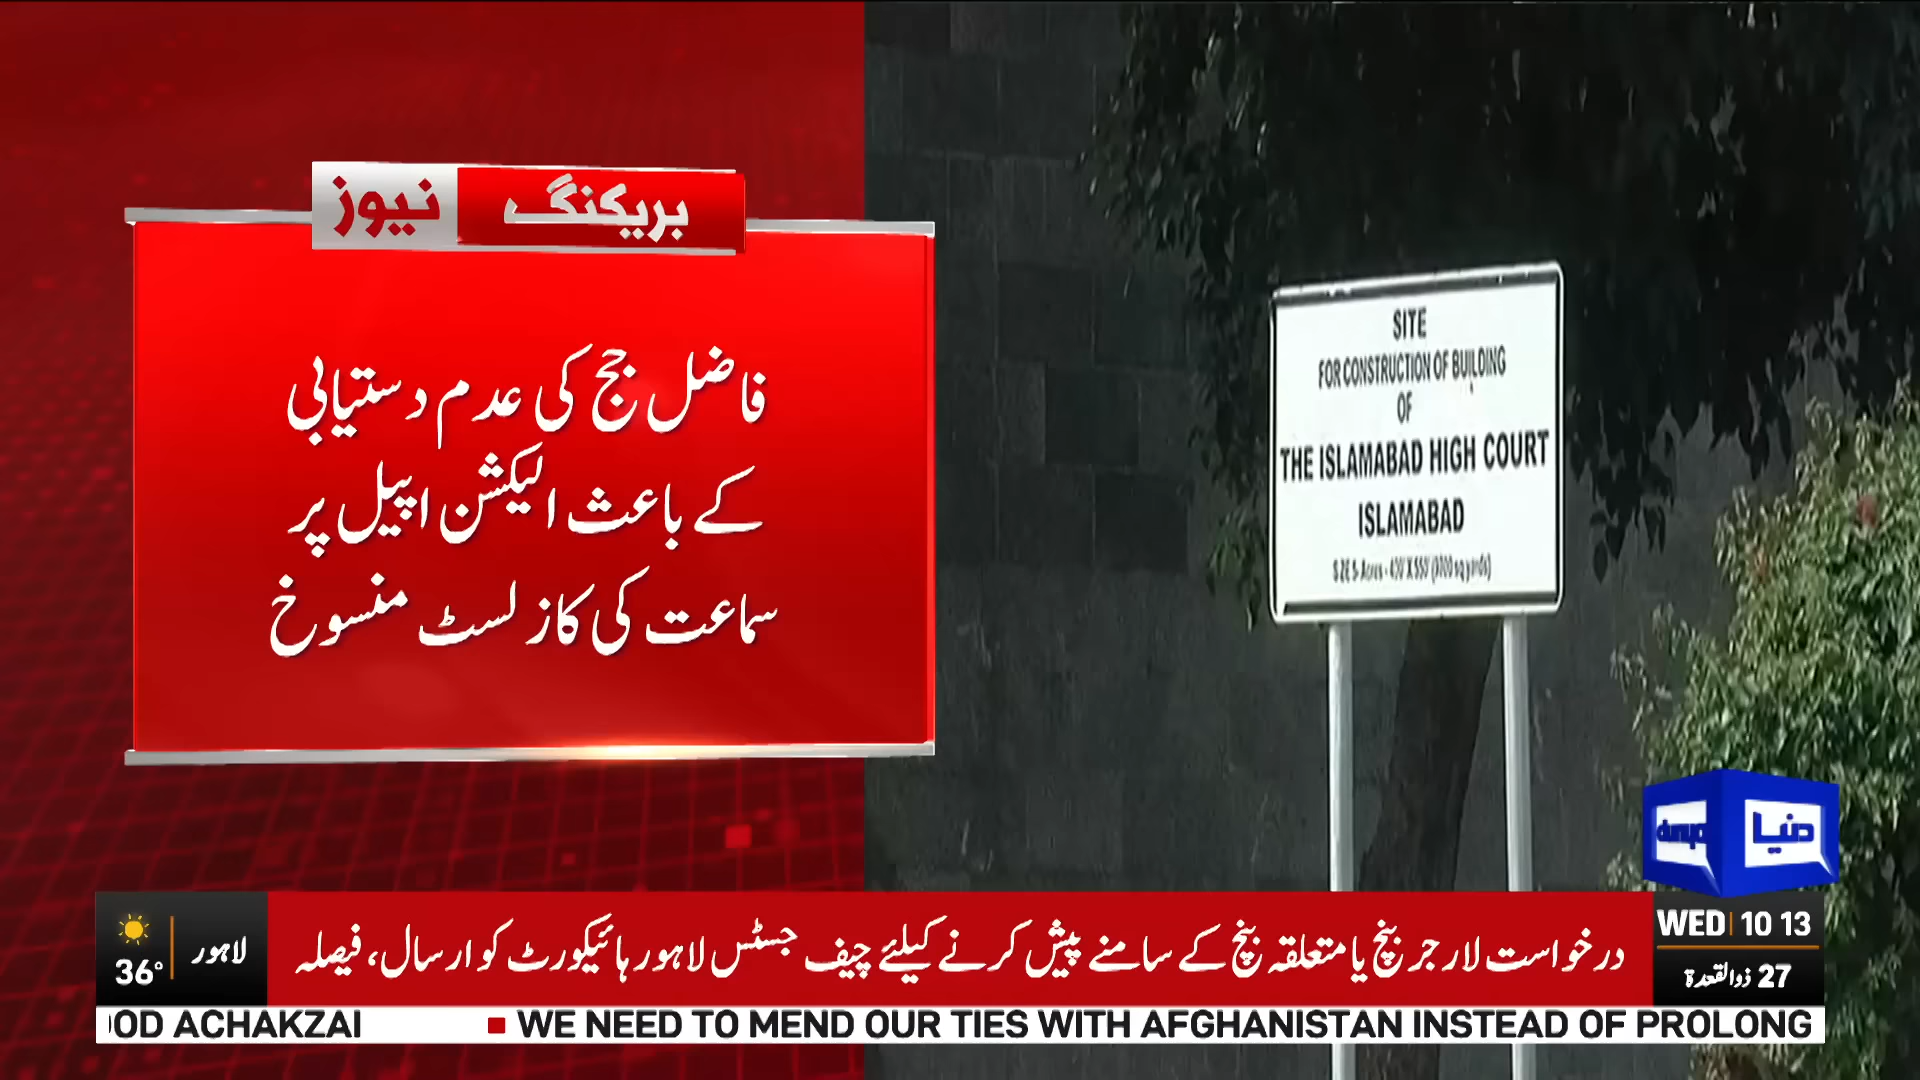 بریکنگ نیوز
فاضل جج کی عدم دستیابی
کے باعث الیکشن اپیل پر
سماعت کی کاز لسٹ منسوخ
SITE
FOR CONSTRUCTION OF BUILDING
OF
THE ISLAMABAD HIGH COURT
ISLAMABAD
دنیا
dunya
WED 10 13
27 ذوالقعدۃ
لاہور
36°
درخواست لارجر بنچ یا متعلقہ بنچ کے سامنے پیش کرنے کیلئے چیف جسٹس لاہور ہائیکورٹ کو ارسال، فیصلہ
OOD ACHAKZAI ■ WE NEED TO MEND OUR TIES WITH AFGHANISTAN INSTEAD OF PROLONG